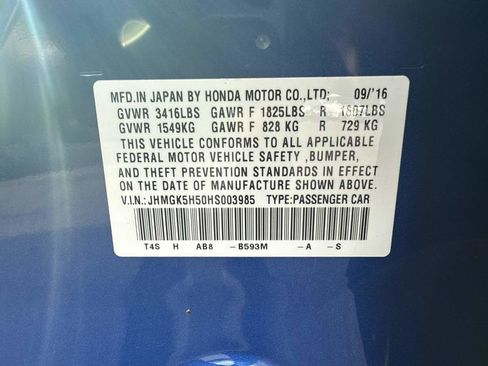 MFD.IN JAPAN BY HONDA MOTOR CO.,LTD: 09/'16
GVWR 3416LBS GAWR F 1825LBS R 1607LBS
GVWR 1549KG GAWR F 828 KG R 729 KG
THIS VEHICLE CONFORMS TO ALL APPLICABLE
FEDERAL MOTOR VEHICLE SAFETY ,BUMPER,
AND THEFT PREVENTION STANDARDS IN EFFECT
ON THE DATE OF MANUFACTURE SHOWN ABOVE.
V.I.N.: JHMGK5H50HS003985 TYPE:PASSENGER CAR
T4S H AB8 -B593M -A -S